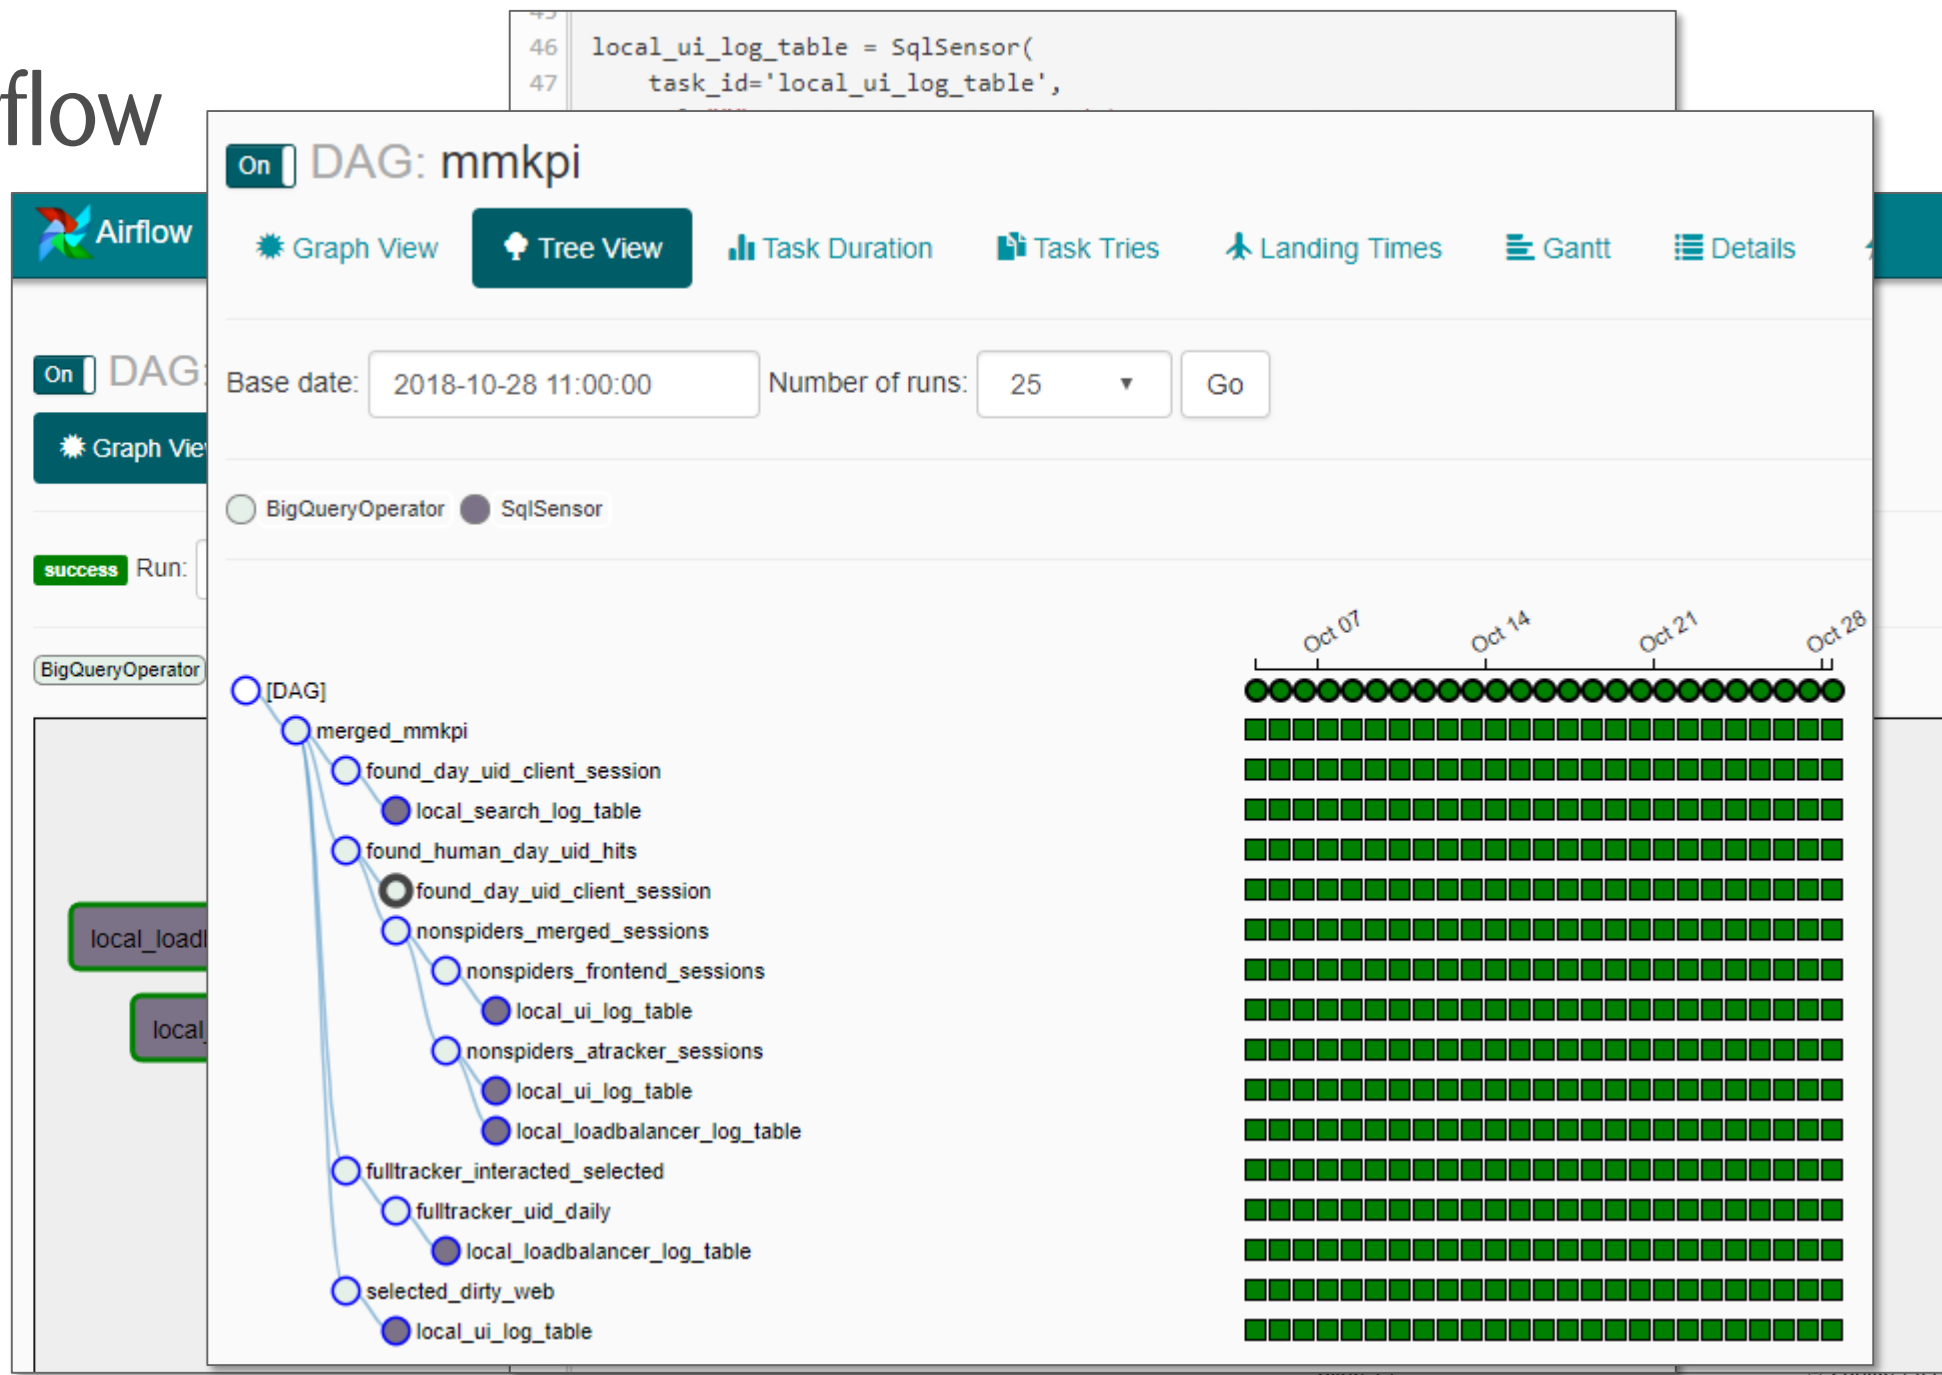 46 local_ui_log_table = SqlSensor(
47 task_id='local_ui_log_table',
flow
Airflow
On DAG:
Graph Vie
success Run:
BigQueryOperator
local_load
local_
On DAG: mmkpi
Graph View Tree View Task Duration Task Tries Landing Times Gantt Details
Base date: 2018-10-28 11:00:00 Number of runs: 25 Go
BigQueryOperator SqlSensor
Oct 07 Oct 14 Oct 21 Oct 28
[DAG]
merged_mmkpi
found_day_uid_client_session
local_search_log_table
found_human_day_uid_hits
found_day_uid_client_session
nonspiders_merged_sessions
nonspiders_frontend_sessions
local_ui_log_table
nonspiders_atracker_sessions
local_ui_log_table
local_loadbalancer_log_table
fulltracker_interacted_selected
fulltracker_uid_daily
local_loadbalancer_log_table
selected_dirty_web
local_ui_log_table